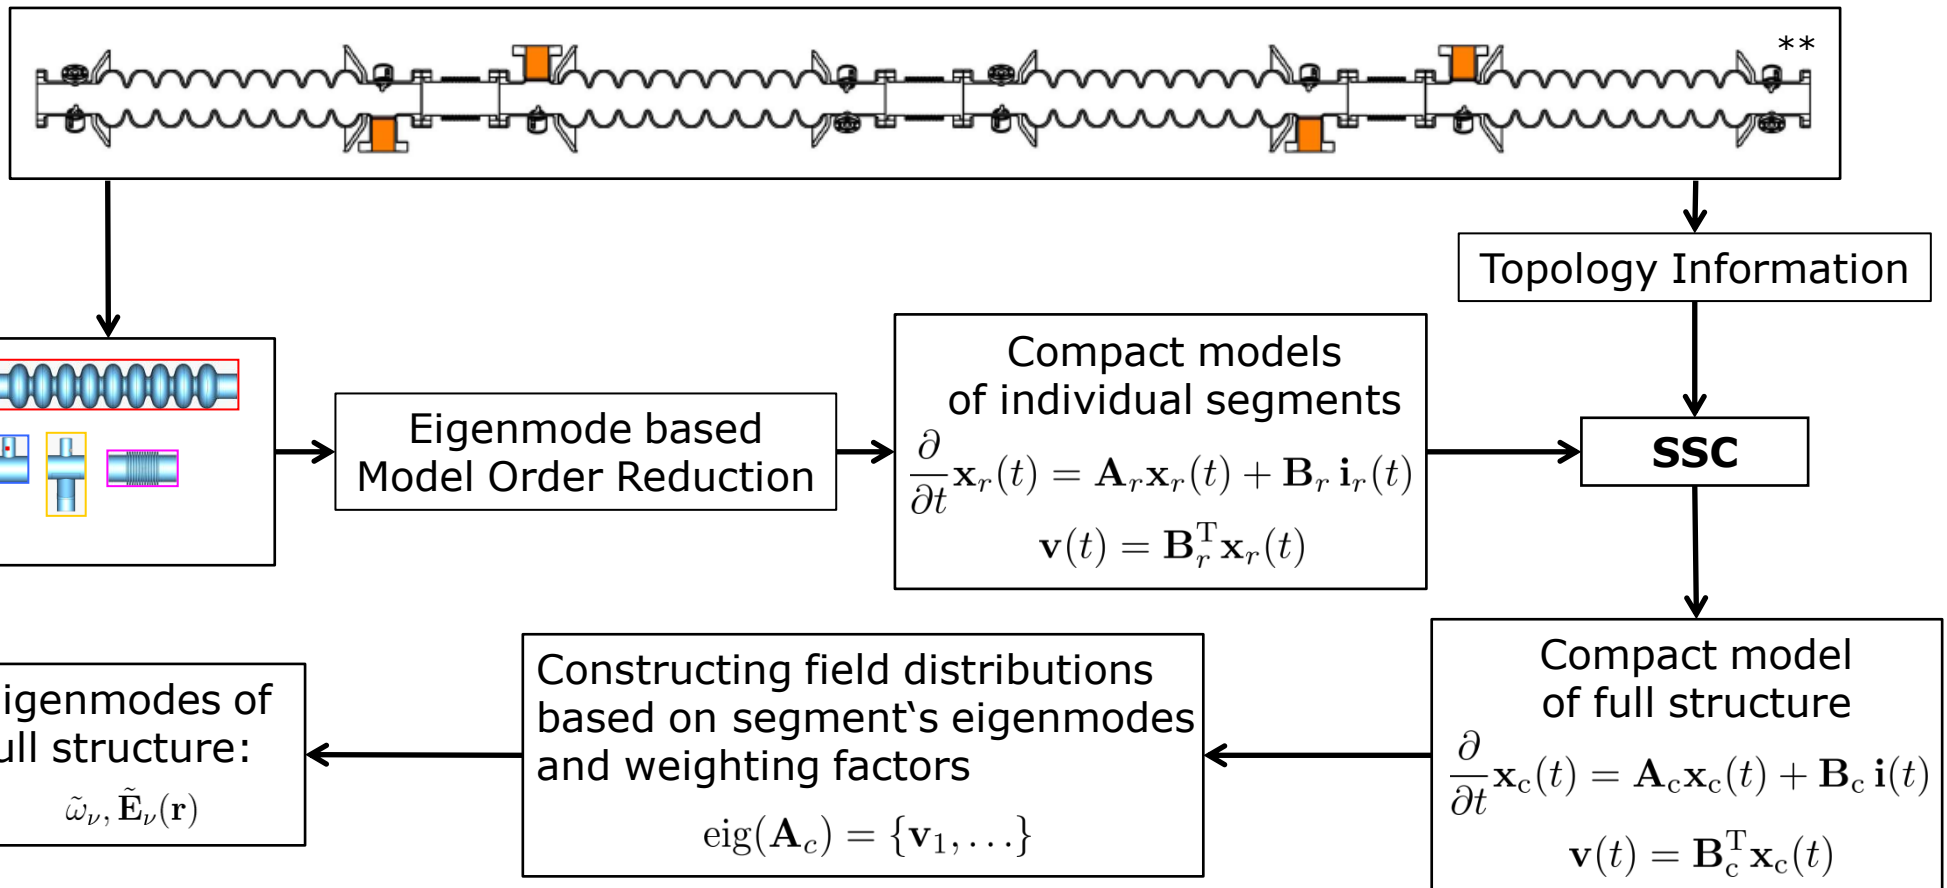 **
Topology Information
Eigenmode based
Model Order Reduction
Compact models
of individual segments
∂/∂t x_r(t) = A_r x_r(t) + B_r i_r(t)
v(t) = B_r^T x_r(t)
SSC
Compact model
of full structure
∂/∂t x_c(t) = A_c x_c(t) + B_c i(t)
v(t) = B_c^T x_c(t)
Constructing field distributions
based on segment‘s eigenmodes
and weighting factors
eig(A_c) = {v_1, ...}
igenmodes of
ull structure:
ω̃_ν, Ẽ_ν(r)